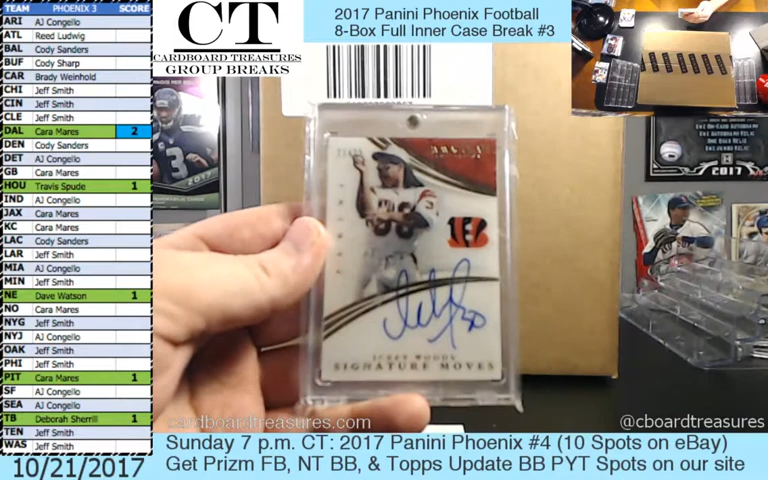 TEAM PHOENIX 3 SCORE
ARI AJ Congello
ATL Reed Ludwig
BAL Cody Sanders
BUF Cody Sharp
CAR Brady Weinhold
CHI Jeff Smith
CIN Jeff Smith
CLE Jeff Smith
DAL Cara Mares 2
DEN Cody Sanders
DET AJ Congello
GB Cara Mares
HOU Travis Spude 1
IND AJ Congello
JAX Cara Mares
KC Cara Mares
LAC Cody Sanders
LAR Jeff Smith
MIA AJ Congello
MIN Jeff Smith
NE Dave Watson 1
NO Cara Mares
NYG Jeff Smith
NYJ AJ Congello
OAK Jeff Smith
PHI Jeff Smith
PIT Cara Mares 1
SF AJ Congello
SEA AJ Congello
TB Deborah Sherrill 1
TEN Jeff Smith
WAS Jeff Smith
10/21/2017
CT
CARDBOARD TREASURES
GROUP BREAKS
2017 Panini Phoenix Football
8-Box Full Inner Case Break #3
ICKEY WOODS
SIGNATURE MOVES
2017
cardboardtreasures.com
@cboardtreasures
Sunday 7 p.m. CT: 2017 Panini Phoenix #4 (10 Spots on eBay)
Get Prizm FB, NT BB, & Topps Update BB PYT Spots on our site